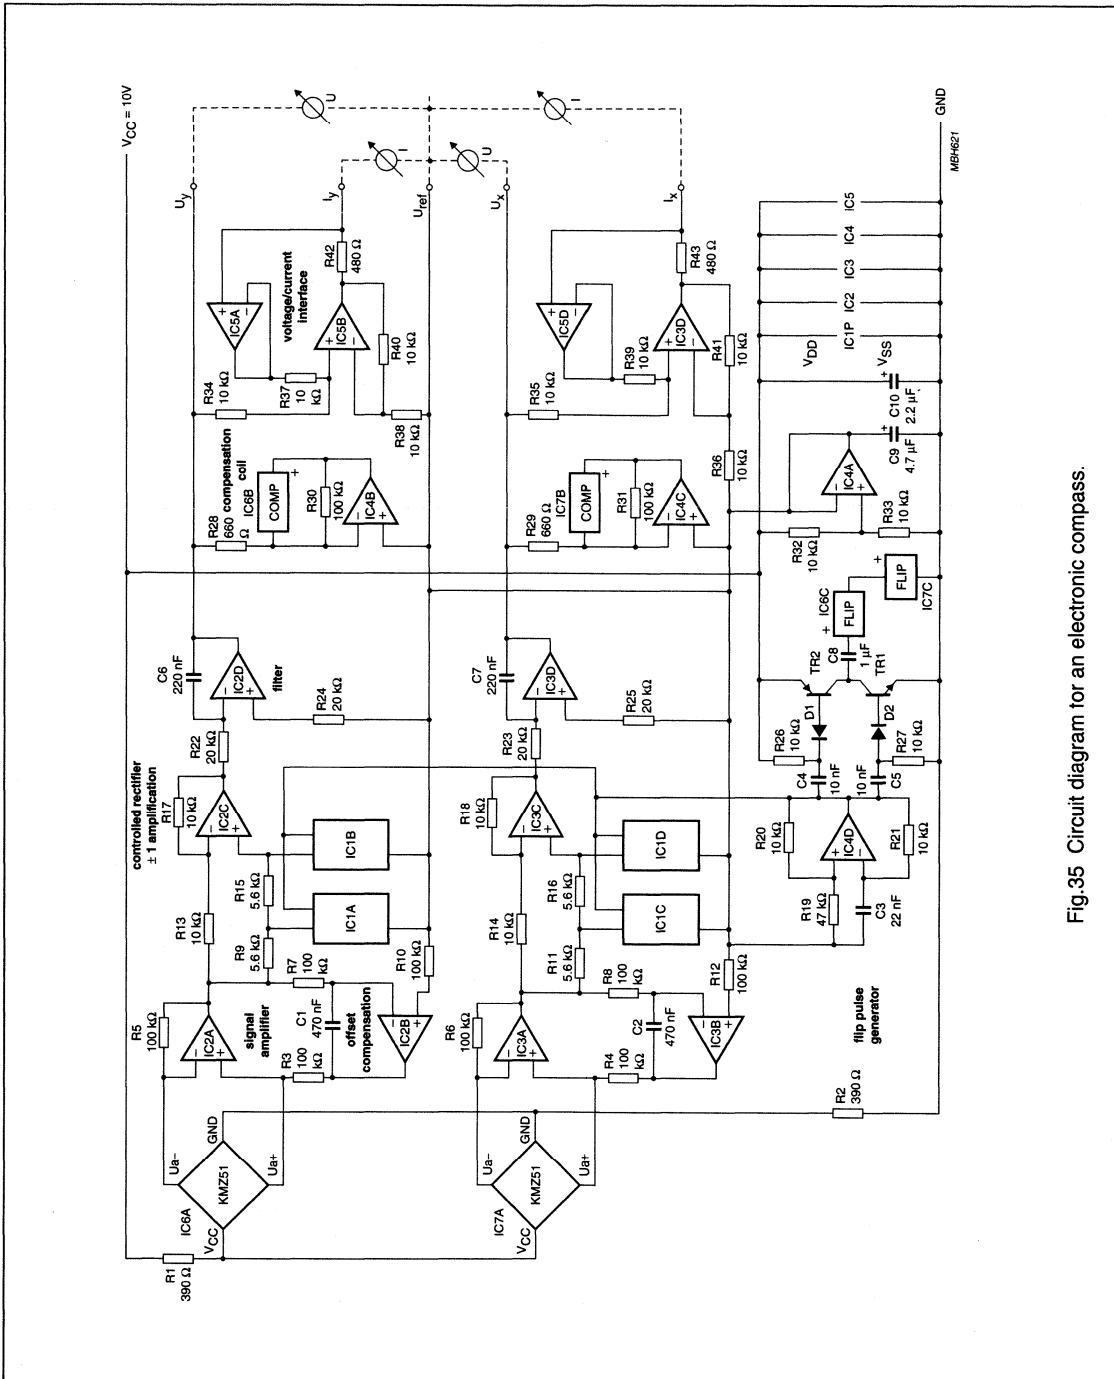 VCC = 10V
controlled rectifier
± 1 amplification
R1
390 Ω
IC6A
VCC
KMZ51
GND
Ua−
Ua+
R5
100 kΩ
−
IC2A
+
signal
amplifier
R3
100
kΩ
C1
470 nF
offset
compensation
R7
100
kΩ
−
IC2B
+
R10
100 kΩ
R13
10 kΩ
R9
5.6 kΩ
R15
5.6 kΩ
IC1A
IC1B
R17
10 kΩ
−
IC2C
+
R22
20 kΩ
C6
220 nF
−
IC2D
+
filter
R24
20 kΩ
R28
660
Ω
compensation
coil
IC6B
COMP
+
R30
100 kΩ
−
IC4B
+
R34
10 kΩ
R37
10
kΩ
R38
10 kΩ
+
IC5A
−
voltage/current
interface
+
IC5B
−
R40
10 kΩ
R42
480 Ω
Uy
Iy
Uref
U
I
U
I
Ux
Ix
IC7A
VCC
KMZ51
GND
Ua−
Ua+
R6
100 kΩ
−
IC3A
+
R4
100
kΩ
C2
470 nF
R8
100
kΩ
−
IC3B
+
R12
100 kΩ
R14
10 kΩ
R11
5.6 kΩ
R16
5.6 kΩ
IC1C
IC1D
R18
10 kΩ
−
IC3C
+
R23
20 kΩ
C7
220 nF
−
IC3D
+
R25
20 kΩ
R29
660 Ω
IC7B
COMP
+
R31
100 kΩ
−
IC4C
+
R35
10 kΩ
R39
10 kΩ
R36
10 kΩ
+
IC5D
−
+
IC3D
−
R41
10 kΩ
R43
480 Ω
R2
390 Ω
flip pulse
generator
R19
47 kΩ
C3
22 nF
R20
10 kΩ
+
IC4D
−
R21
10 kΩ
C4
10 nF
10 nF
C5
R26
10 kΩ
R27
10 kΩ
D1
D2
TR2
TR1
C8
1 µF
+
IC6C
FLIP
+
FLIP
IC7C
R32
10 kΩ
R33
10 kΩ
−
IC4A
+
C9
4.7 µF
+
C10
2.2 µF
+
VDD
VSS
IC1P
IC2
IC3
IC4
IC5
GND
MBH621
Fig.35 Circuit diagram for an electronic compass.